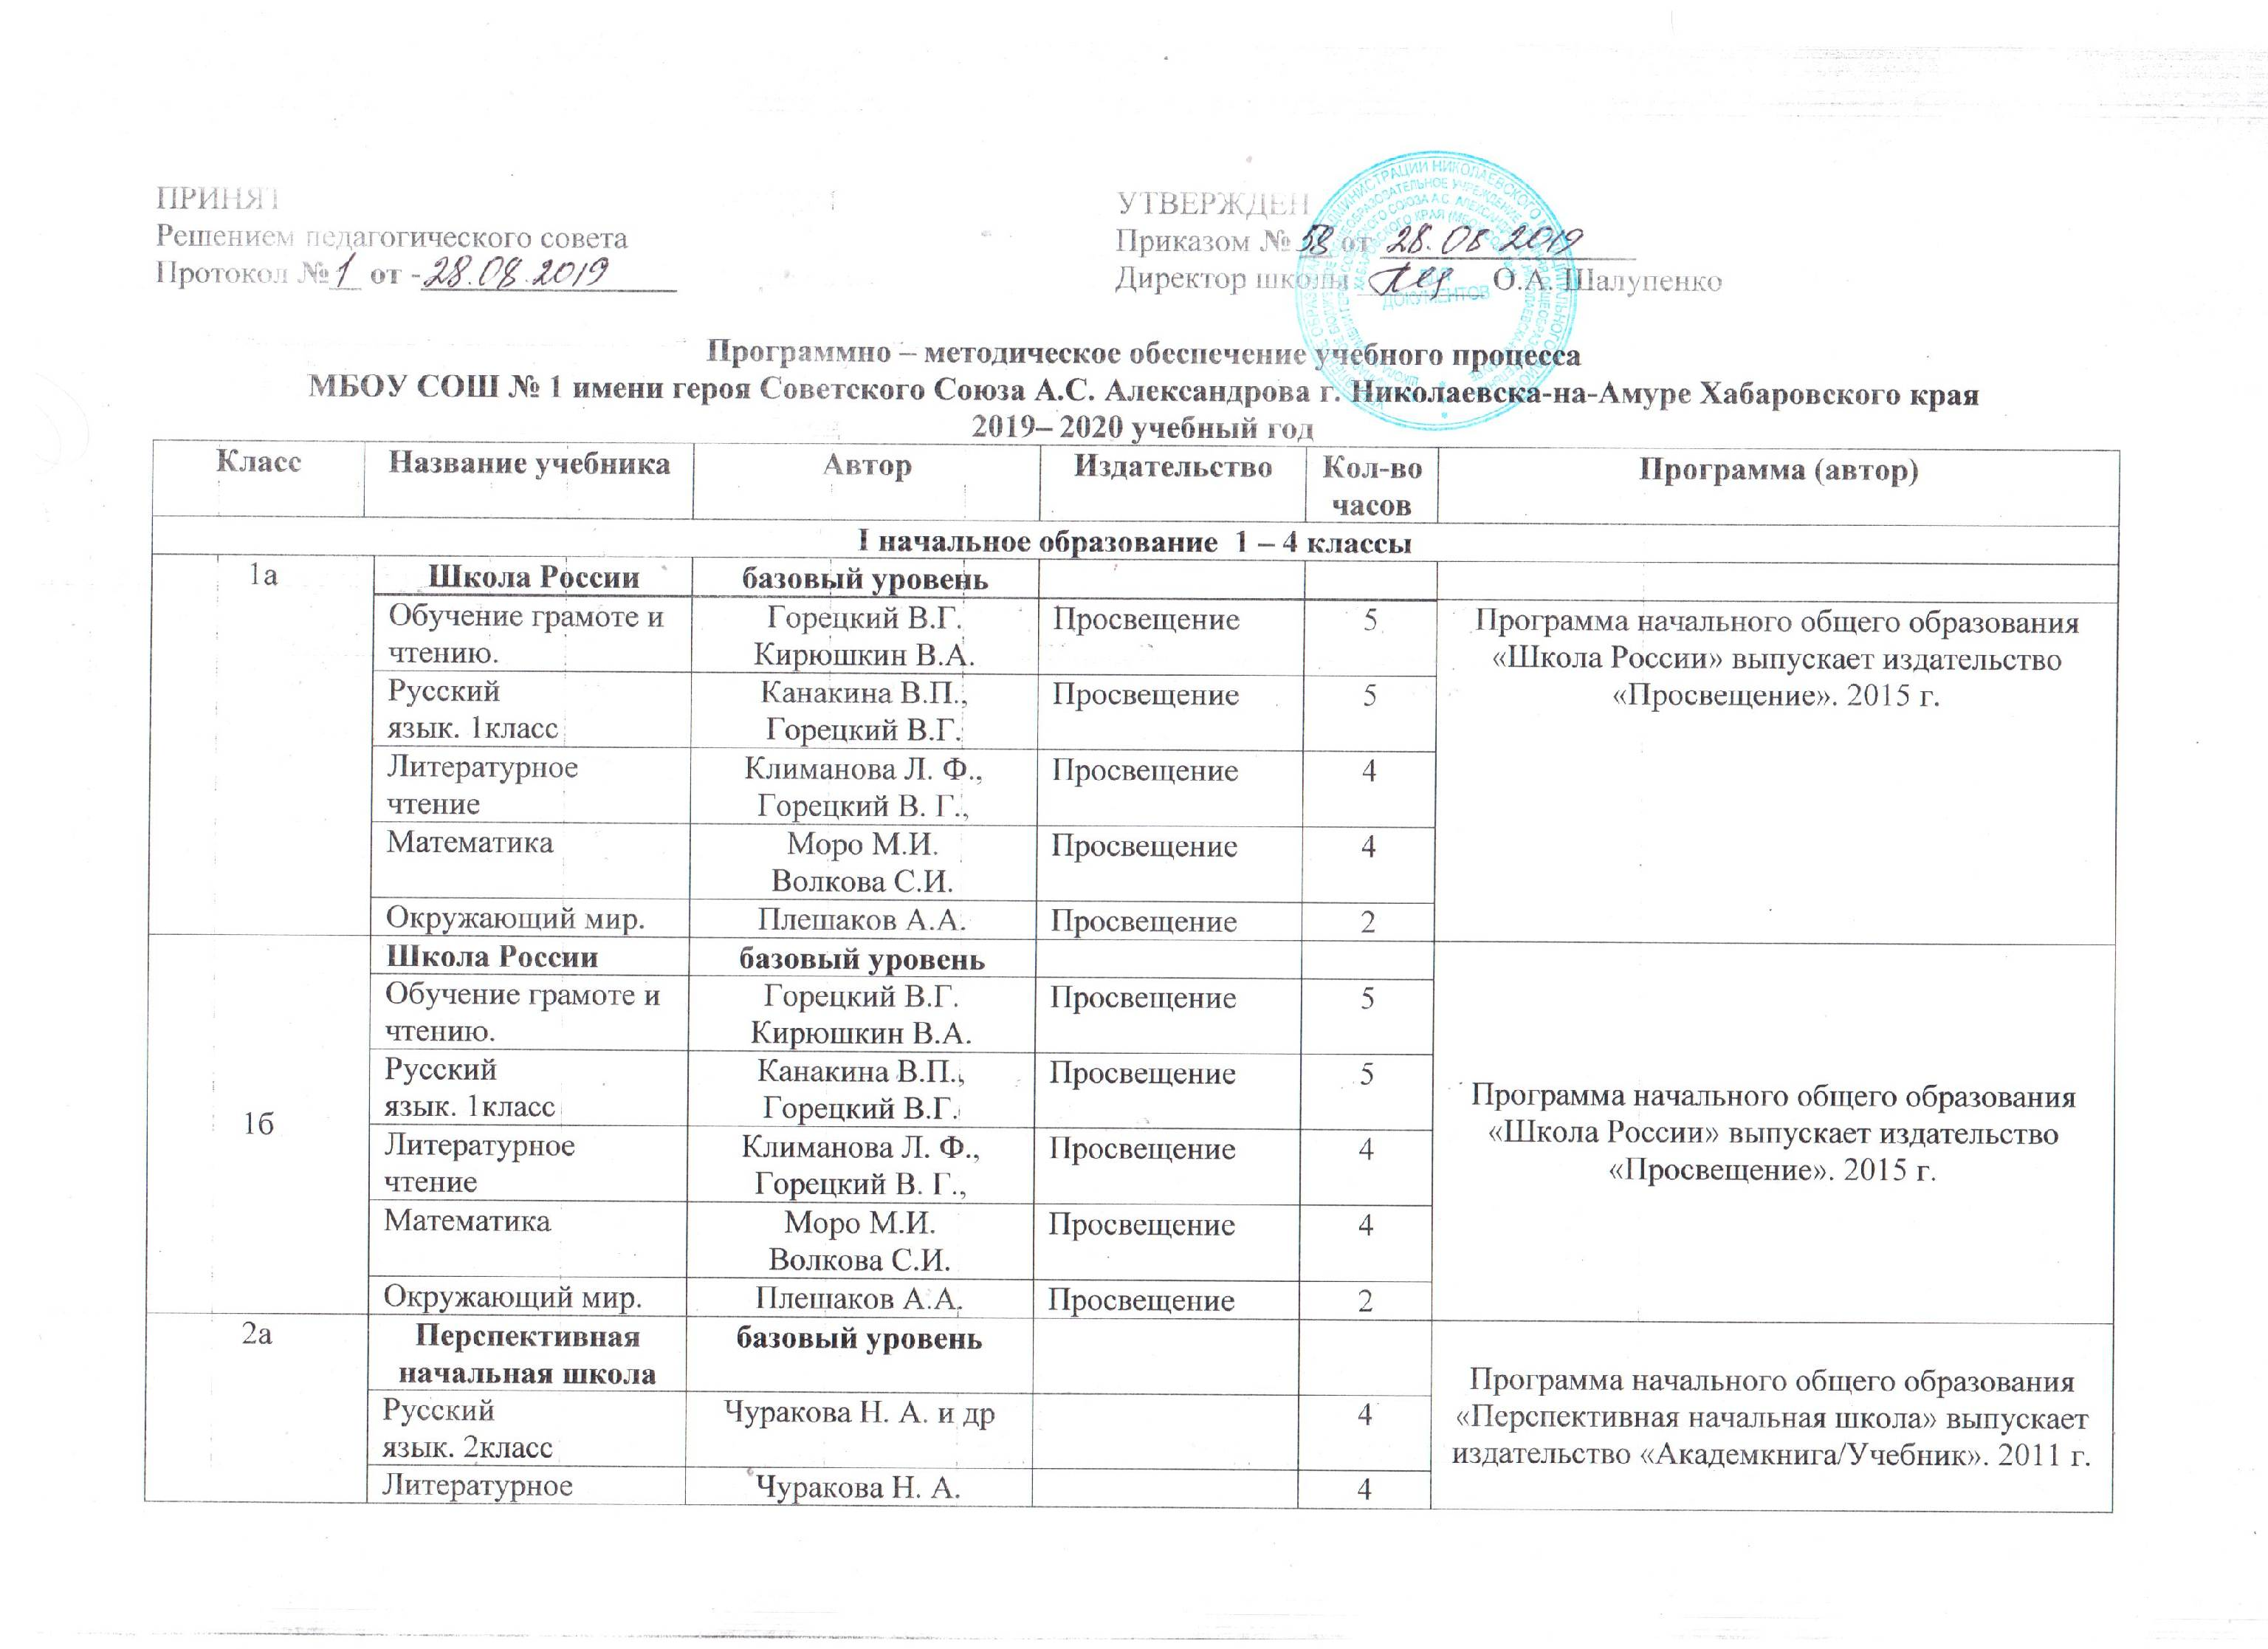 ПРИНЯТ
Решением педагогического совета
Протокол № 1 от - 28.08.2019
УТВЕРЖДЕН
Приказом № от 28.08 2019
Директор школы О.А. Шалупенко
ДОКУМЕНТОВ
Программно – методическое обеспечение учебного процесса
МБОУ СОШ № 1 имени героя Советского Союза А.С. Александрова г. Николаевска-на-Амуре Хабаровского края
2019– 2020 учебный год
Класс Название учебника Автор Издательство Кол-во Программа (автор)
часов
I начальное образование 1 – 4 классы
1а Школа России базовый уровень
Обучение грамоте и Горецкий В.Г. Просвещение 5 Программа начального общего образования
чтению. Кирюшкин В.А. «Школа России» выпускает издательство
Русский Канакина В.П., Просвещение 5 «Просвещение». 2015 г.
язык. 1класс Горецкий В.Г.
Литературное Климанова Л. Ф., Просвещение 4
чтение Горецкий В. Г.,
Математика Моро М.И. Просвещение 4
Волкова С.И.
Окружающий мир. Плешаков А.А. Просвещение 2
Школа России базовый уровень
Обучение грамоте и Горецкий В.Г. Просвещение 5
чтению. Кирюшкин В.А.
Русский Канакина В.П., Просвещение 5 Программа начального общего образования
1б язык. 1класс Горецкий В.Г. «Школа России» выпускает издательство
Литературное Климанова Л. Ф., Просвещение 4 «Просвещение». 2015 г.
чтение Горецкий В. Г.,
Математика Моро М.И. Просвещение 4
Волкова С.И.
Окружающий мир. Плешаков А.А. Просвещение 2
2а Перспективная базовый уровень
начальная школа Программа начального общего образования
Русский Чуракова Н. А. и др 4 «Перспективная начальная школа» выпускает
язык. 2класс издательство «Академкнига/Учебник». 2011 г.
Литературное Чуракова Н. А. 4